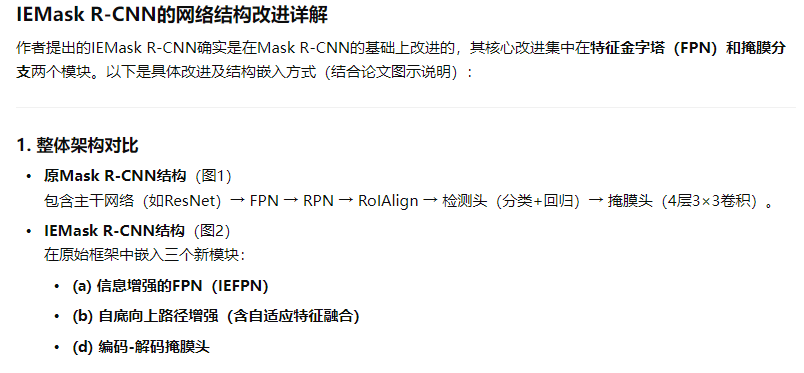 IEMask R-CNN的网络结构改进详解
作者提出的IEMask R-CNN确实是在Mask R-CNN的基础上改进的，其核心改进集中在特征金字塔（FPN）和掩膜分
支两个模块。以下是具体改进及结构嵌入方式（结合论文图示说明）：
1. 整体架构对比
• 原Mask R-CNN结构（图1）
包含主干网络（如ResNet）→ FPN → RPN → RoIAlign → 检测头（分类+回归）→ 掩膜头（4层3×3卷积）。
• IEMask R-CNN结构（图2）
在原始框架中嵌入三个新模块：
• (a) 信息增强的FPN（IEFPN）
• (b) 自底向上路径增强（含自适应特征融合）
• (d) 编码-解码掩膜头